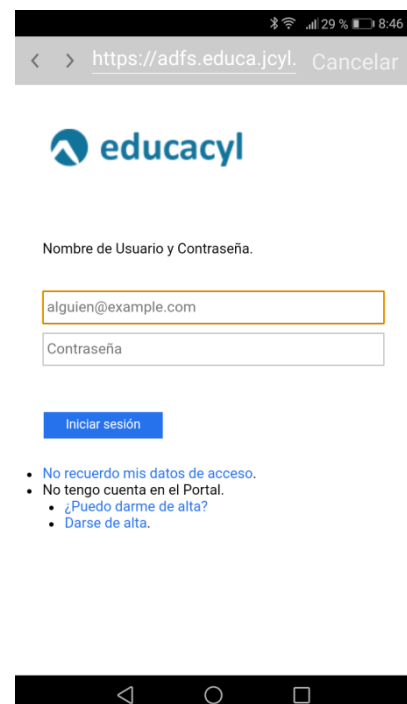 29 % 8:46
https://adfs.educa.jcyl. Cancelar
educacyl
Nombre de Usuario y Contraseña.
alguien@example.com
Contraseña
Iniciar sesión
No recuerdo mis datos de acceso.
No tengo cuenta en el Portal.
¿Puedo darme de alta?
Darse de alta.